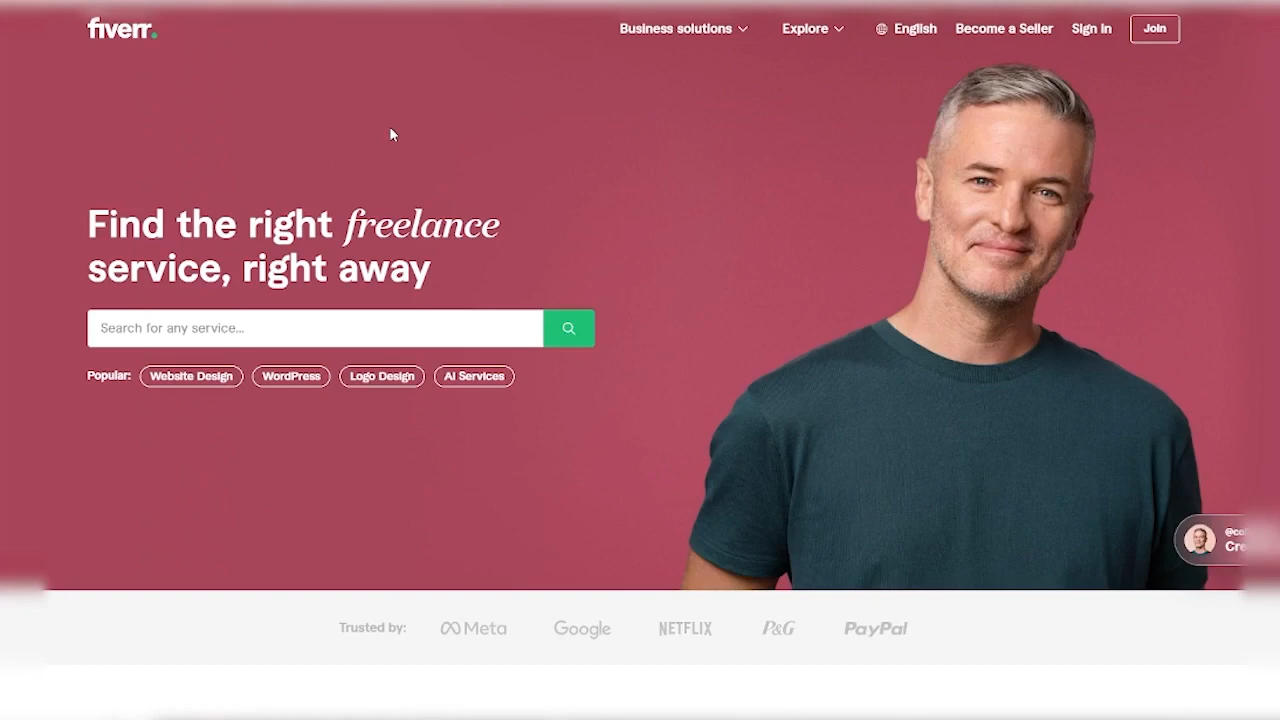 fiverr.
Business solutions
Explore
English
Become a Seller
Sign in
Join
Find the right freelance
service, right away
Search for any service...
Popular:
Website Design
WordPress
Logo Design
AI Services
Trusted by:
Meta
Google
NETFLIX
P&G
PayPal